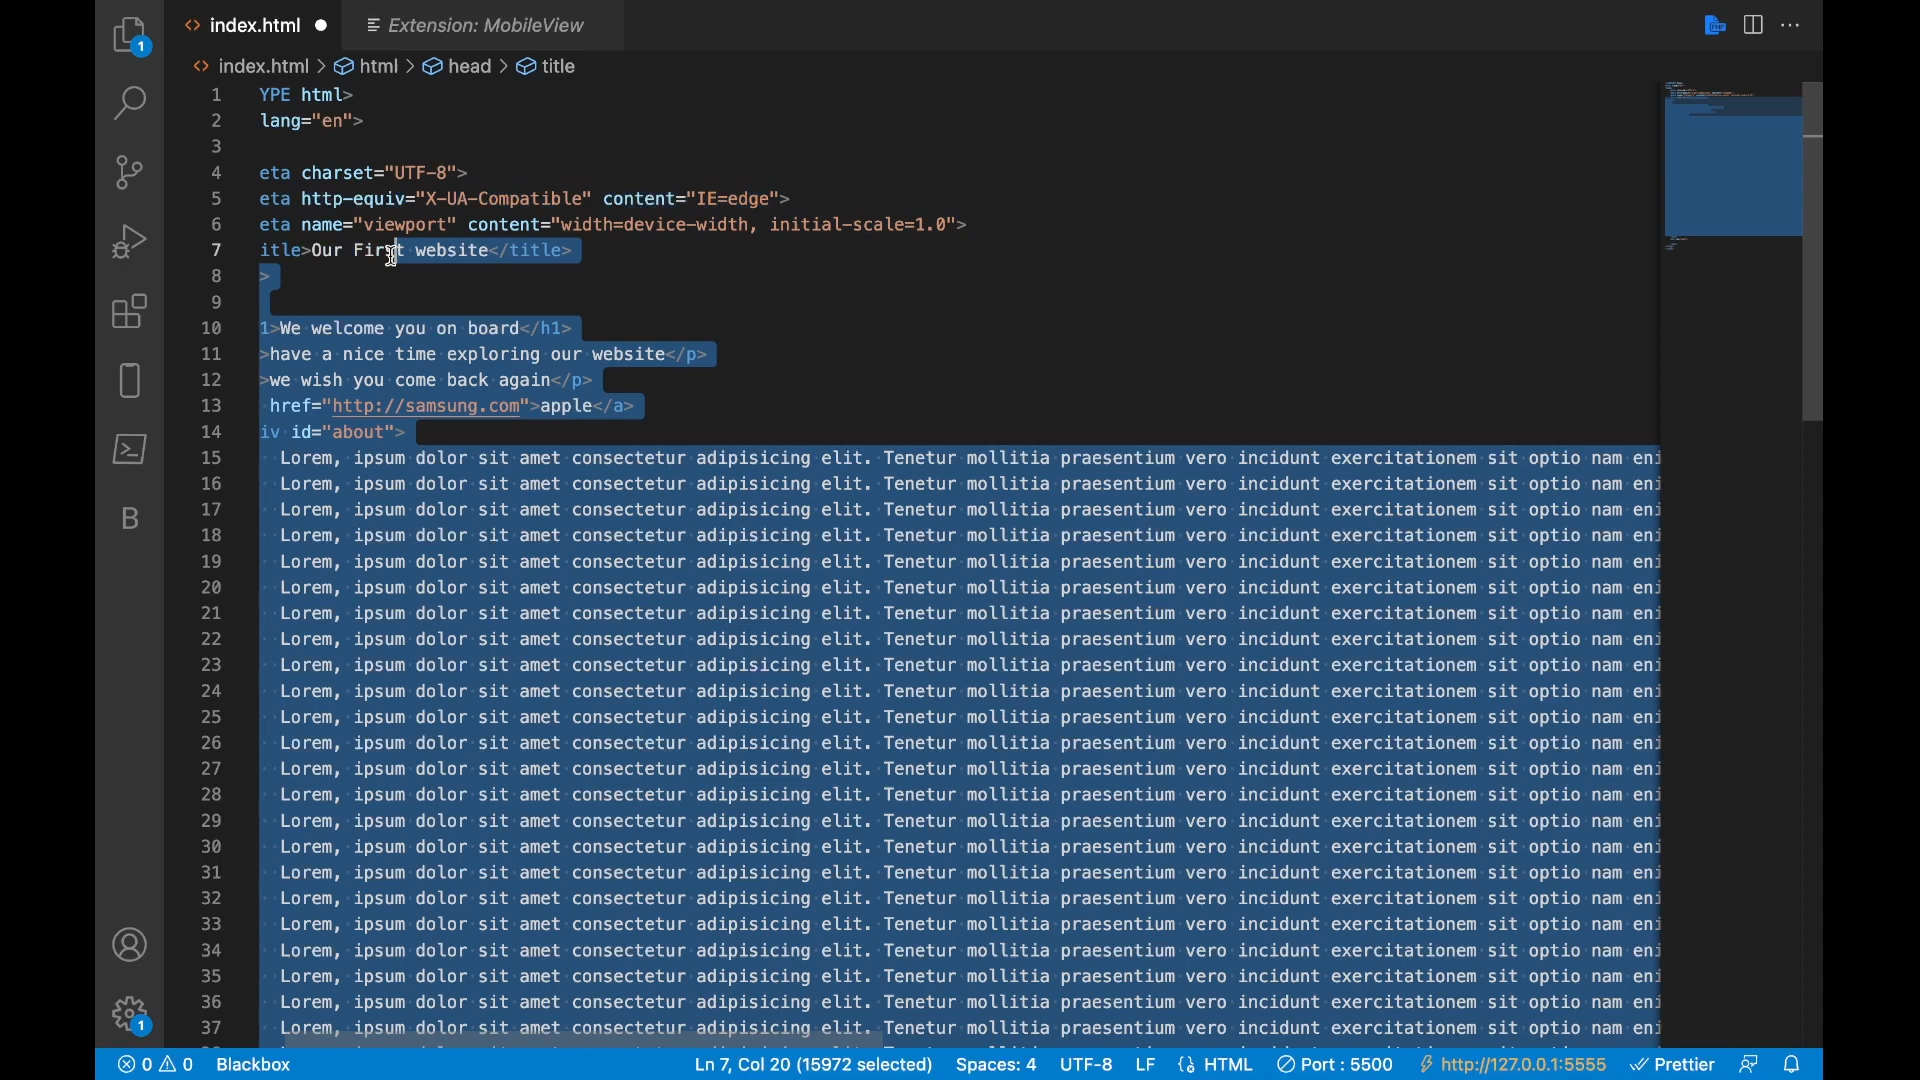 index.html
Extension: MobileView
index.html > html > head > title
1 YPE html>
2 lang="en">
3
4 eta charset="UTF-8">
5 eta http-equiv="X-UA-Compatible" content="IE=edge">
6 eta name="viewport" content="width=device-width, initial-scale=1.0">
7 itle>Our First website</title>
8 >
9
10 1>We welcome you on board</h1>
11 >have a nice time exploring our website</p>
12 >we wish you come back again</p>
13 href="http://samsung.com">apple</a>
14 iv id="about">
15 Lorem, ipsum dolor sit amet consectetur adipisicing elit. Tenetur mollitia praesentium vero incidunt exercitationem sit optio nam eni
16 Lorem, ipsum dolor sit amet consectetur adipisicing elit. Tenetur mollitia praesentium vero incidunt exercitationem sit optio nam eni
17 Lorem, ipsum dolor sit amet consectetur adipisicing elit. Tenetur mollitia praesentium vero incidunt exercitationem sit optio nam eni
18 Lorem, ipsum dolor sit amet consectetur adipisicing elit. Tenetur mollitia praesentium vero incidunt exercitationem sit optio nam eni
19 Lorem, ipsum dolor sit amet consectetur adipisicing elit. Tenetur mollitia praesentium vero incidunt exercitationem sit optio nam eni
20 Lorem, ipsum dolor sit amet consectetur adipisicing elit. Tenetur mollitia praesentium vero incidunt exercitationem sit optio nam eni
21 Lorem, ipsum dolor sit amet consectetur adipisicing elit. Tenetur mollitia praesentium vero incidunt exercitationem sit optio nam eni
22 Lorem, ipsum dolor sit amet consectetur adipisicing elit. Tenetur mollitia praesentium vero incidunt exercitationem sit optio nam eni
23 Lorem, ipsum dolor sit amet consectetur adipisicing elit. Tenetur mollitia praesentium vero incidunt exercitationem sit optio nam eni
24 Lorem, ipsum dolor sit amet consectetur adipisicing elit. Tenetur mollitia praesentium vero incidunt exercitationem sit optio nam eni
25 Lorem, ipsum dolor sit amet consectetur adipisicing elit. Tenetur mollitia praesentium vero incidunt exercitationem sit optio nam eni
26 Lorem, ipsum dolor sit amet consectetur adipisicing elit. Tenetur mollitia praesentium vero incidunt exercitationem sit optio nam eni
27 Lorem, ipsum dolor sit amet consectetur adipisicing elit. Tenetur mollitia praesentium vero incidunt exercitationem sit optio nam eni
28 Lorem, ipsum dolor sit amet consectetur adipisicing elit. Tenetur mollitia praesentium vero incidunt exercitationem sit optio nam eni
29 Lorem, ipsum dolor sit amet consectetur adipisicing elit. Tenetur mollitia praesentium vero incidunt exercitationem sit optio nam eni
30 Lorem, ipsum dolor sit amet consectetur adipisicing elit. Tenetur mollitia praesentium vero incidunt exercitationem sit optio nam eni
31 Lorem, ipsum dolor sit amet consectetur adipisicing elit. Tenetur mollitia praesentium vero incidunt exercitationem sit optio nam eni
32 Lorem, ipsum dolor sit amet consectetur adipisicing elit. Tenetur mollitia praesentium vero incidunt exercitationem sit optio nam eni
33 Lorem, ipsum dolor sit amet consectetur adipisicing elit. Tenetur mollitia praesentium vero incidunt exercitationem sit optio nam eni
34 Lorem, ipsum dolor sit amet consectetur adipisicing elit. Tenetur mollitia praesentium vero incidunt exercitationem sit optio nam eni
35 Lorem, ipsum dolor sit amet consectetur adipisicing elit. Tenetur mollitia praesentium vero incidunt exercitationem sit optio nam eni
36 Lorem, ipsum dolor sit amet consectetur adipisicing elit. Tenetur mollitia praesentium vero incidunt exercitationem sit optio nam eni
37 Lorem, ipsum dolor sit amet consectetur adipisicing elit. Tenetur mollitia praesentium vero incidunt exercitationem sit optio nam eni
1
B
1
0 0 Blackbox Ln 7, Col 20 (15972 selected) Spaces: 4 UTF-8 LF {} HTML Port : 5500 http://127.0.0.1:5555 Prettier